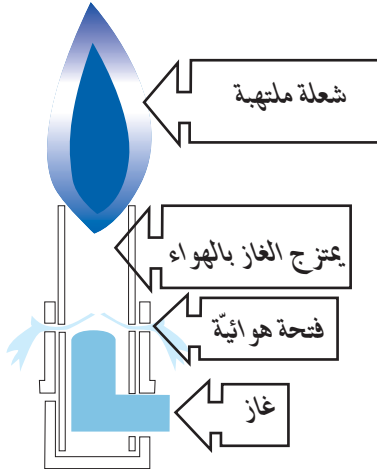 شعلة ملتهبة
يمتزج الغاز بالهواء
فتحة هوائيّة
غاز